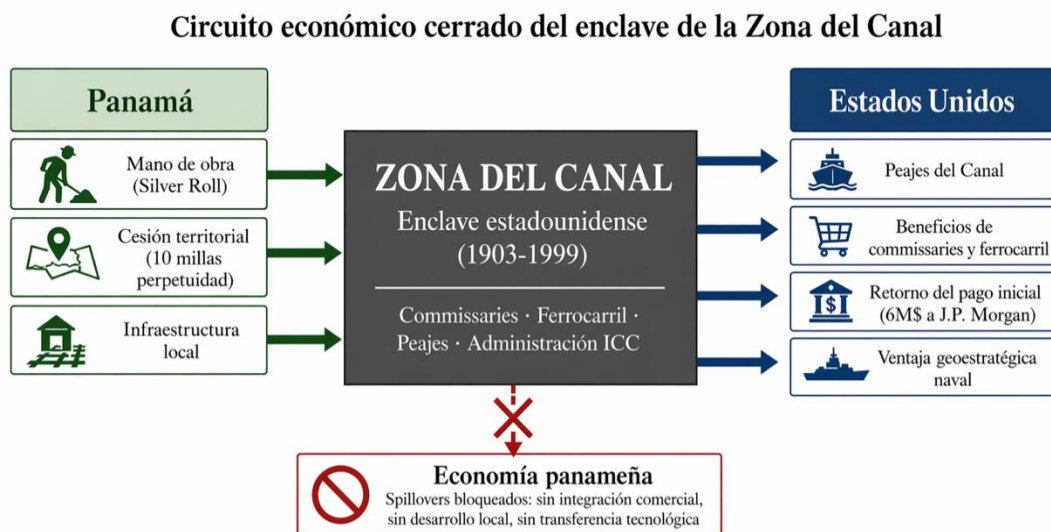 Circuito económico cerrado del enclave de la Zona del Canal
Panamá
Mano de obra
(Silver Roll)
Cesión territorial
(10 millas
perpetuidad)
Infraestructura
local
ZONA DEL CANAL
Enclave estadounidense
(1903-1999)
Commissaries · Ferrocarril ·
Peajes · Administración ICC
Estados Unidos
Peajes del Canal
Beneficios de
commissaries y ferrocarril
$
Retorno del pago inicial
(6M$ a J.P. Morgan)
Ventaja geoestratégica
naval
Economía panameña
Spillovers bloqueados: sin integración comercial,
sin desarrollo local, sin transferencia tecnológica